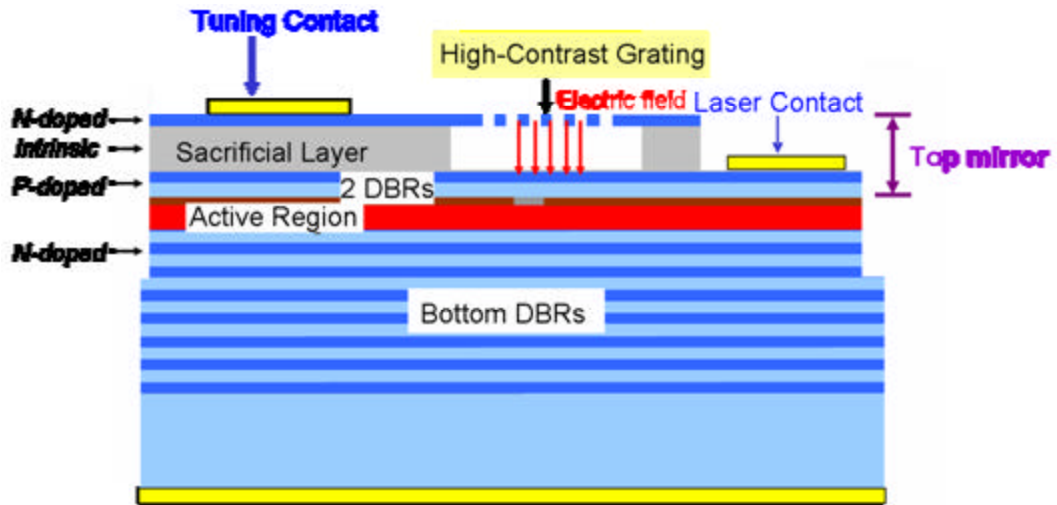 Tuning Contact
High-Contrast Grating
Electric field
Laser Contact
N-doped
Intrinsic
Sacrificial Layer
Top mirror
P-doped
2 DBRs
Active Region
N-doped
Bottom DBRs